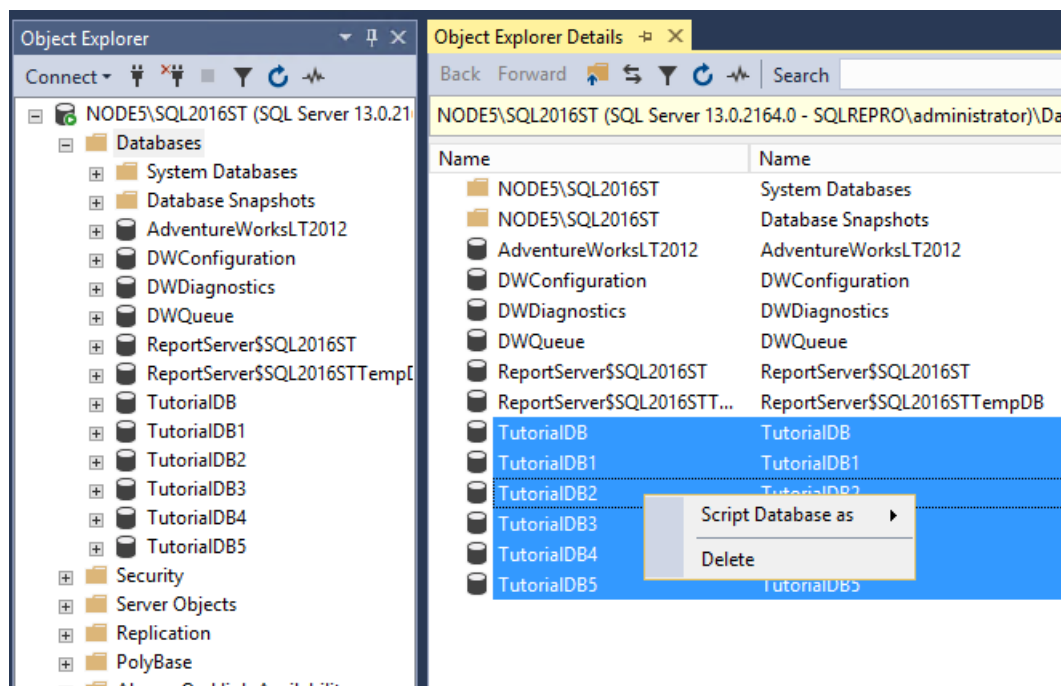 Object Explorer
Connect
NODE5\SQL2016ST (SQL Server 13.0.21
Databases
System Databases
Database Snapshots
AdventureWorksLT2012
DWConfiguration
DWDiagnostics
DWQueue
ReportServer$SQL2016ST
ReportServer$SQL2016STTempD
TutorialDB
TutorialDB1
TutorialDB2
TutorialDB3
TutorialDB4
TutorialDB5
Security
Server Objects
Replication
PolyBase
Object Explorer Details
Back Forward Search
NODE5\SQL2016ST (SQL Server 13.0.2164.0 - SQLREPRO\administrator)\Da
Name Name
NODE5\SQL2016ST System Databases
NODE5\SQL2016ST Database Snapshots
AdventureWorksLT2012 AdventureWorksLT2012
DWConfiguration DWConfiguration
DWDiagnostics DWDiagnostics
DWQueue DWQueue
ReportServer$SQL2016ST ReportServer$SQL2016ST
ReportServer$SQL2016STT... ReportServer$SQL2016STTempDB
TutorialDB TutorialDB
TutorialDB1 TutorialDB1
TutorialDB2 TutorialDB2
TutorialDB3
TutorialDB4
TutorialDB5 TutorialDB5
Script Database as
Delete